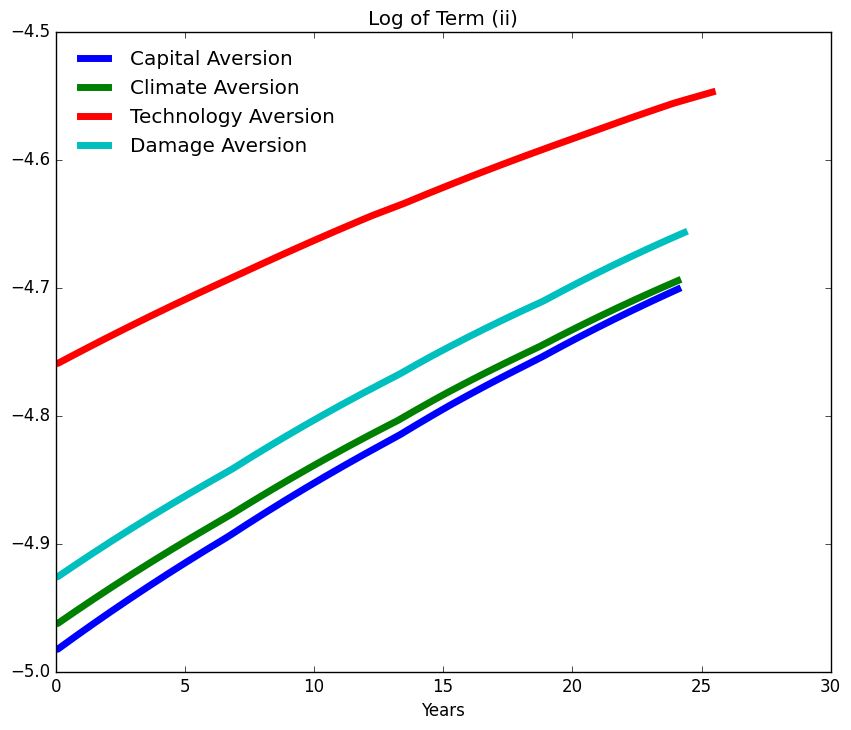 Log of Term (ii)
−4.5
−4.6
−4.7
−4.8
−4.9
−5.0
Capital Aversion
Climate Aversion
Technology Aversion
Damage Aversion
0 5 10 15 20 25 30
Years